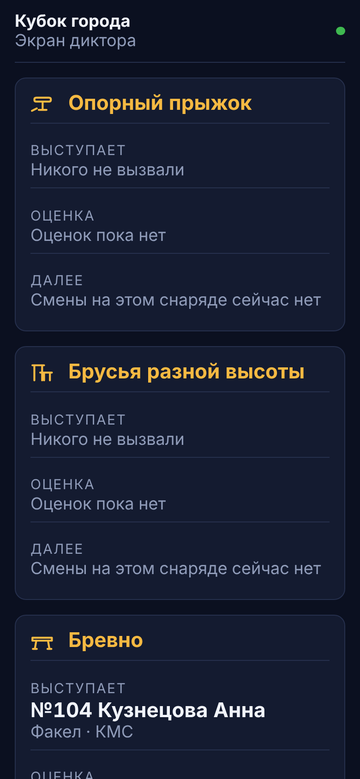 Кубок города
Экран диктора
Опорный прыжок
ВЫСТУПАЕТ
Никого не вызвали
ОЦЕНКА
Оценок пока нет
ДАЛЕЕ
Смены на этом снаряде сейчас нет
Брусья разной высоты
ВЫСТУПАЕТ
Никого не вызвали
ОЦЕНКА
Оценок пока нет
ДАЛЕЕ
Смены на этом снаряде сейчас нет
Бревно
ВЫСТУПАЕТ
№104 Кузнецова Анна
Факел · КМС
ОЦЕНКА